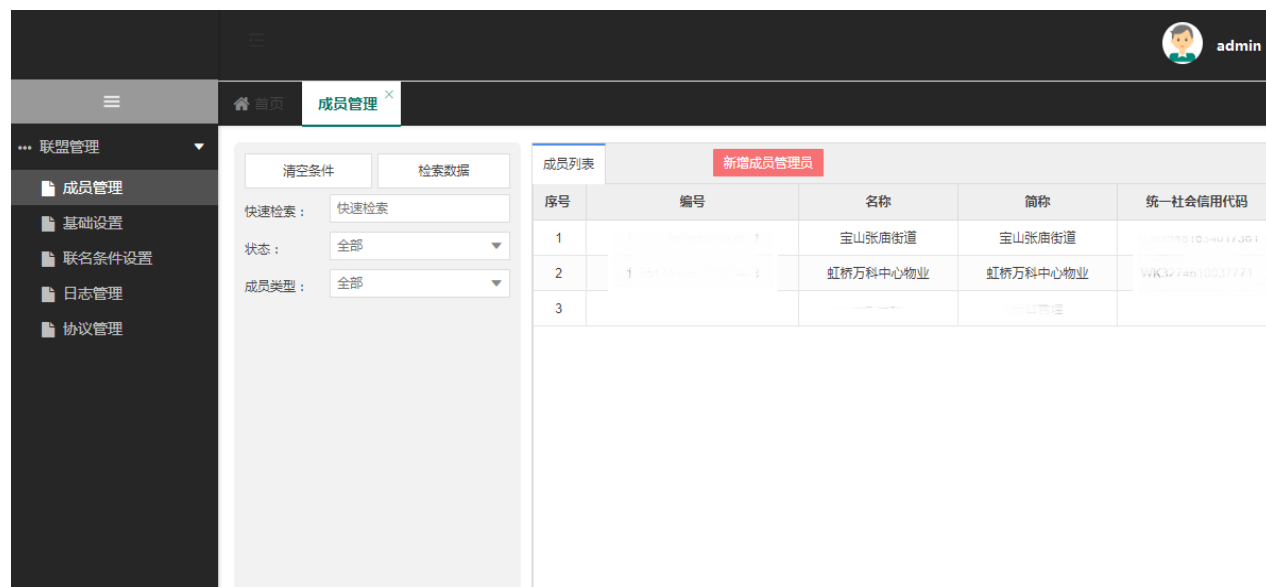 admin
首页 成员管理
联盟管理
成员管理
基础设置
联名条件设置
日志管理
协议管理
清空条件 检索数据
快速检索： 快速检索
状态： 全部
成员类型： 全部
成员列表 新增成员管理员
序号 编号 名称 简称 统一社会信用代码
1 宝山张庙街道 宝山张庙街道
2 虹桥万科中心物业 虹桥万科中心物业
3